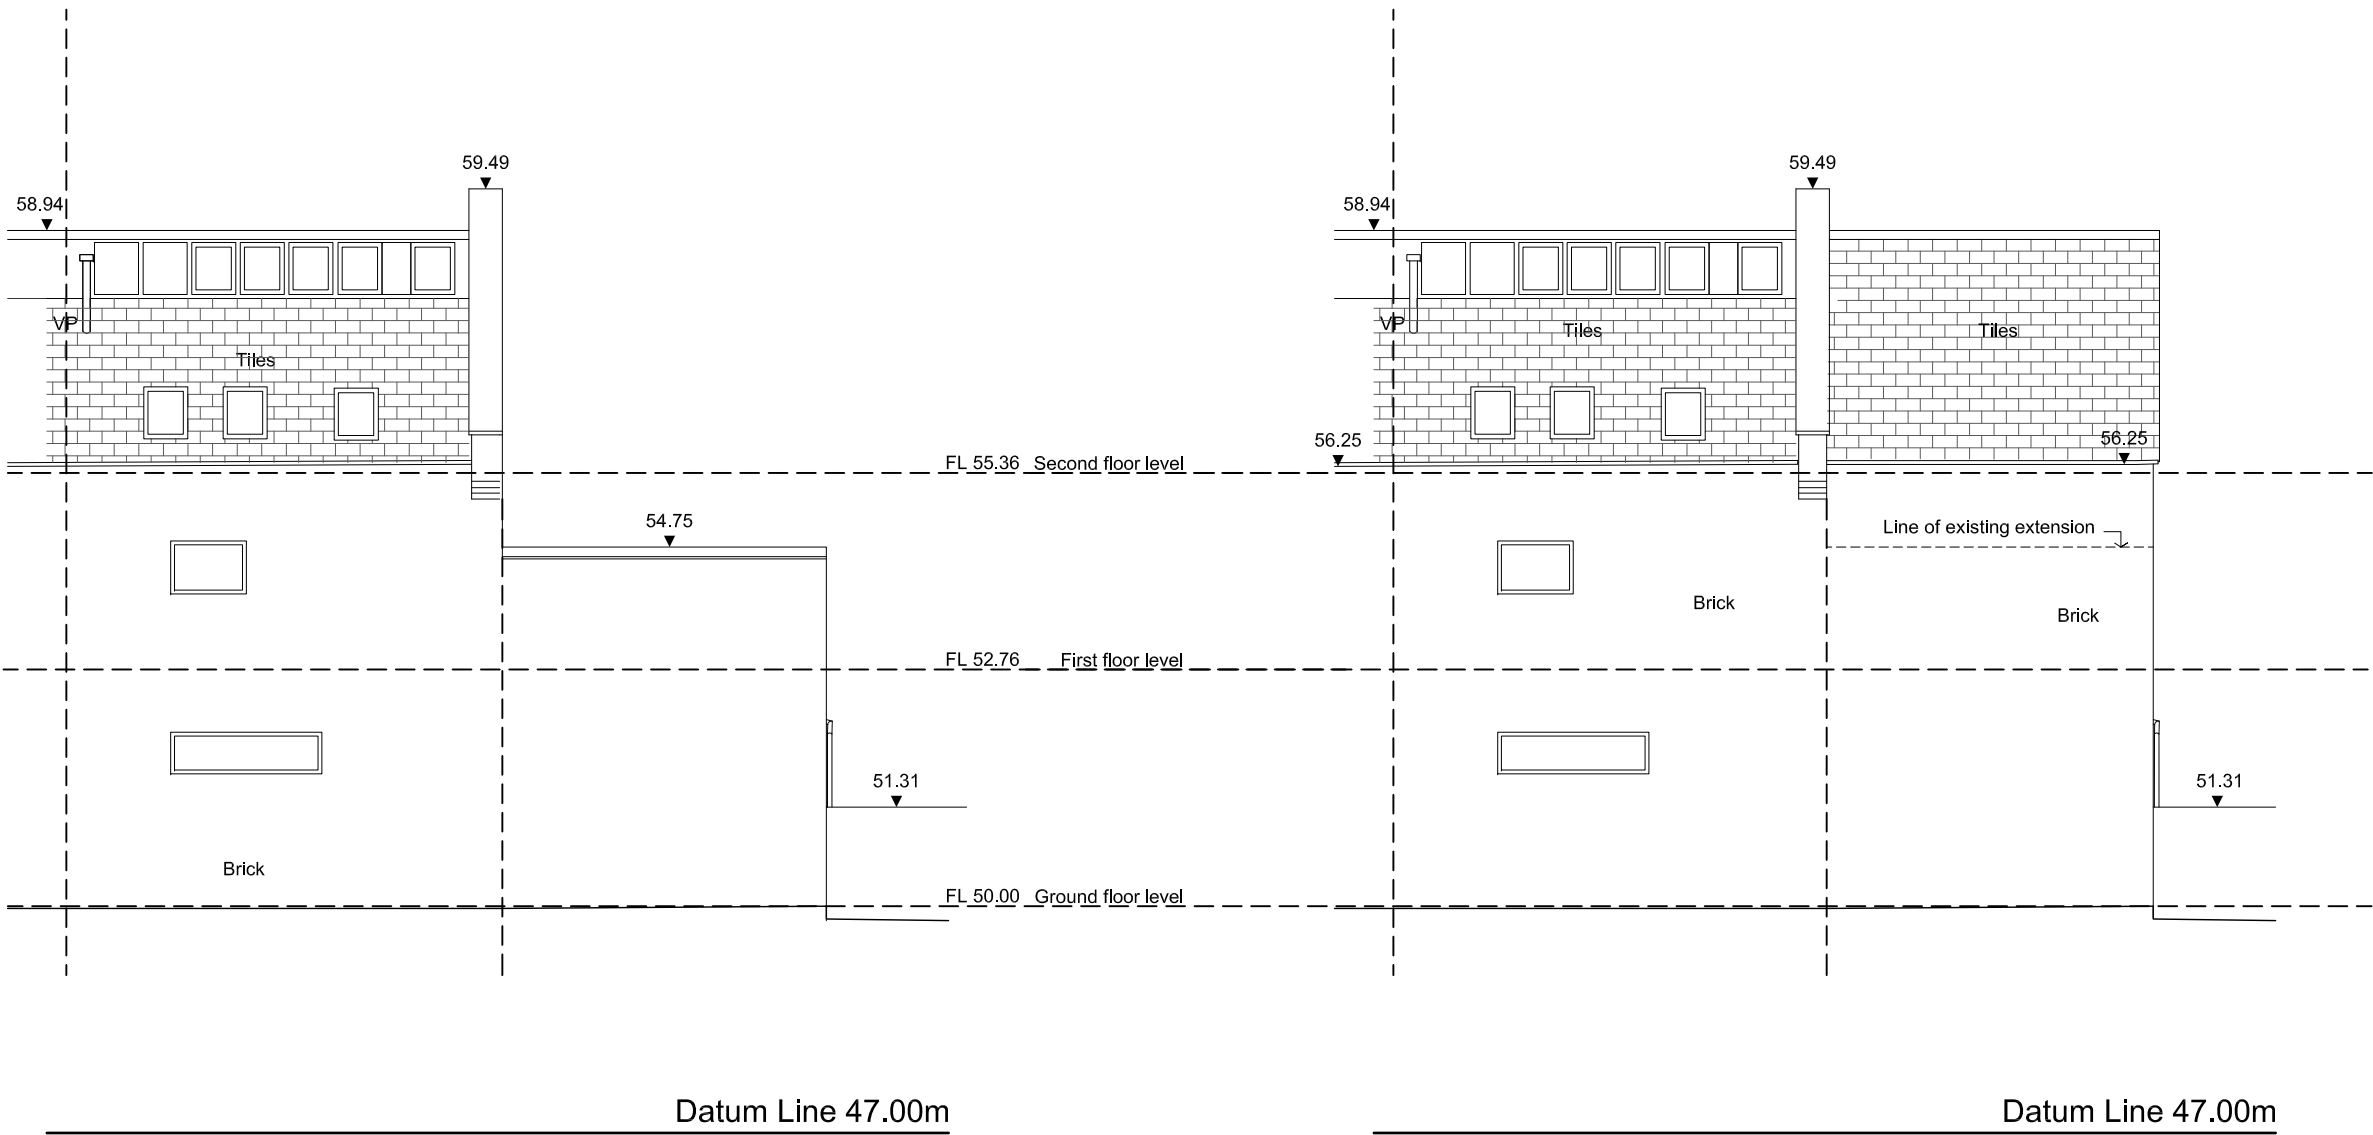 59.49
59.49
58.94
58.94
VP
VP
Tiles
Tiles
Tiles
56.25
56.25
FL 55.36 Second floor level
54.75
Line of existing extension
Brick
Brick
FL 52.76 First floor level
51.31
51.31
Brick
FL 50.00 Ground floor level
Datum Line 47.00m
Datum Line 47.00m